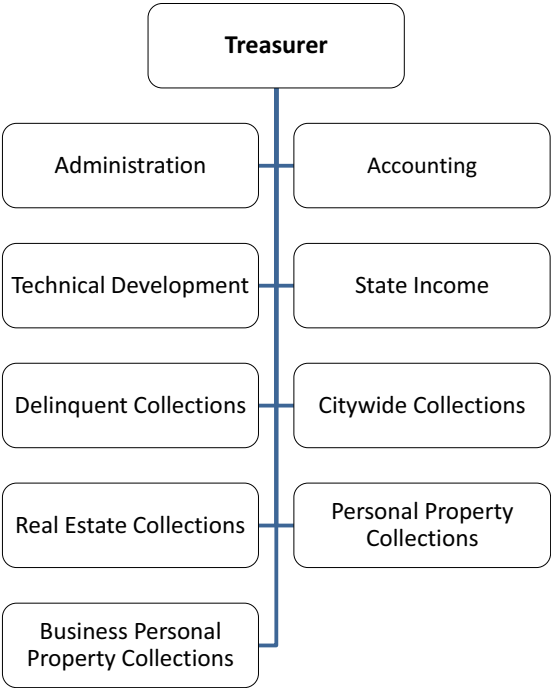 Treasurer
Administration
Accounting
Technical Development
State Income
Delinquent Collections
Citywide Collections
Real Estate Collections
Personal Property
Collections
Business Personal
Property Collections